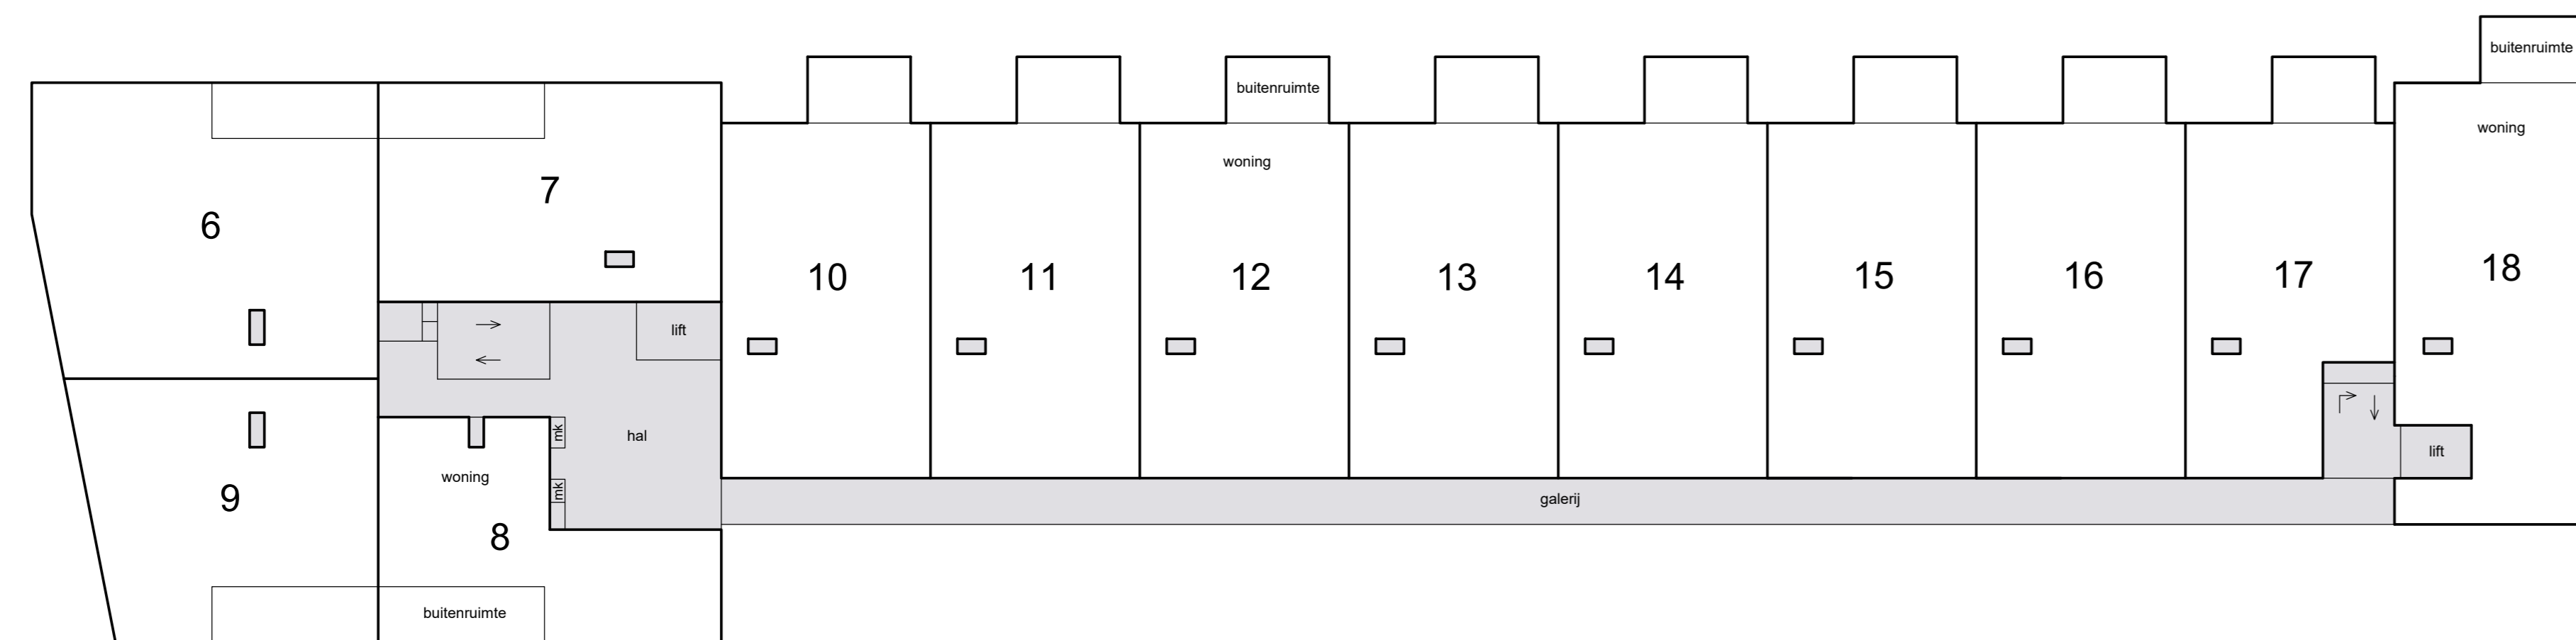 buitenruimte
buitenruimte
woning
woning
7
6
18
10
11
12
13
14
15
16
17
lift
mk
hal
lift
woning
mk
9
galerij
8
buitenruimte